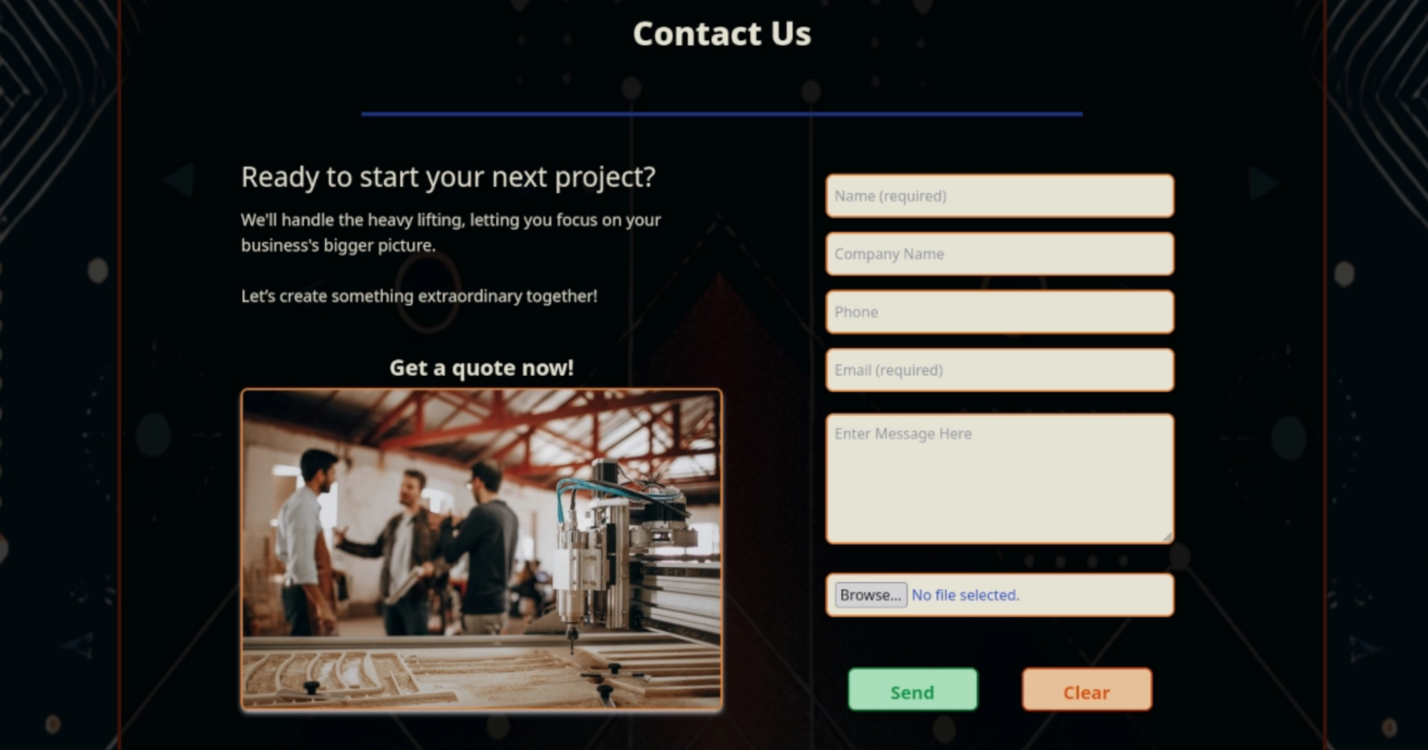 Contact Us
Ready to start your next project?
We'll handle the heavy lifting, letting you focus on your
business's bigger picture.
Let's create something extraordinary together!
Get a quote now!
Name (required)
Company Name
Phone
Email (required)
Enter Message Here
Browse... No file selected.
Send Clear